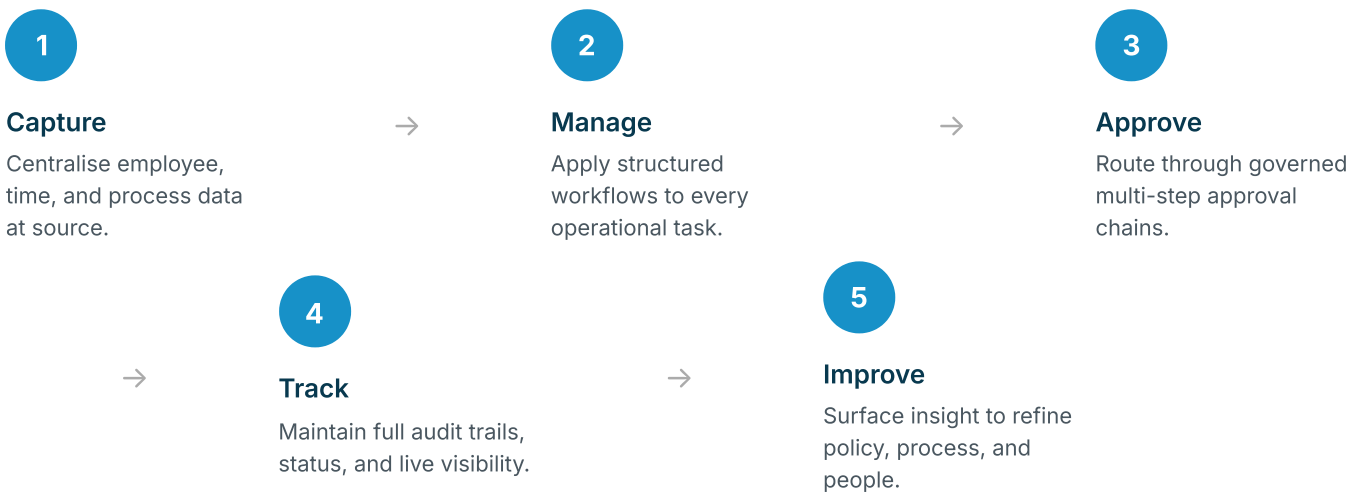 1
Capture
Centralise employee,
time, and process data
at source.
→
2
Manage
Apply structured
workflows to every
operational task.
→
3
Approve
Route through governed
multi-step approval
chains.
→
4
Track
Maintain full audit trails,
status, and live visibility.
→
5
Improve
Surface insight to refine
policy, process, and
people.